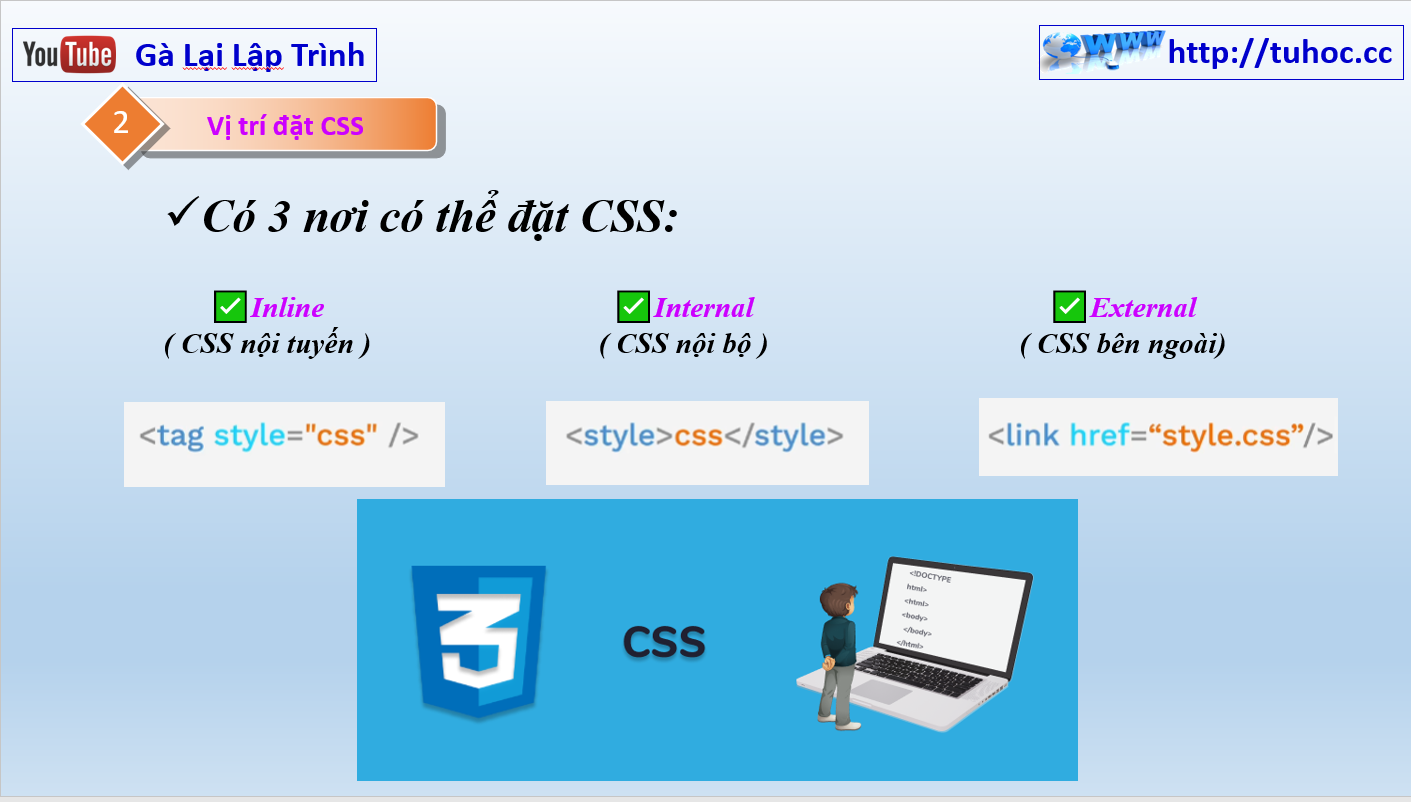 YouTube Gà Lại Lập Trình
WWW http://tuhoc.cc
2 Vị trí đặt CSS
✓Có 3 nơi có thể đặt CSS:
Inline
( CSS nội tuyến )
Internal
( CSS nội bộ )
External
( CSS bên ngoài)
<tag style="css" />
<style>css</style>
<link href=“style.css”/>
3
CSS
<!DOCTYPE
html>
<html>
<body>
</body>
</html>